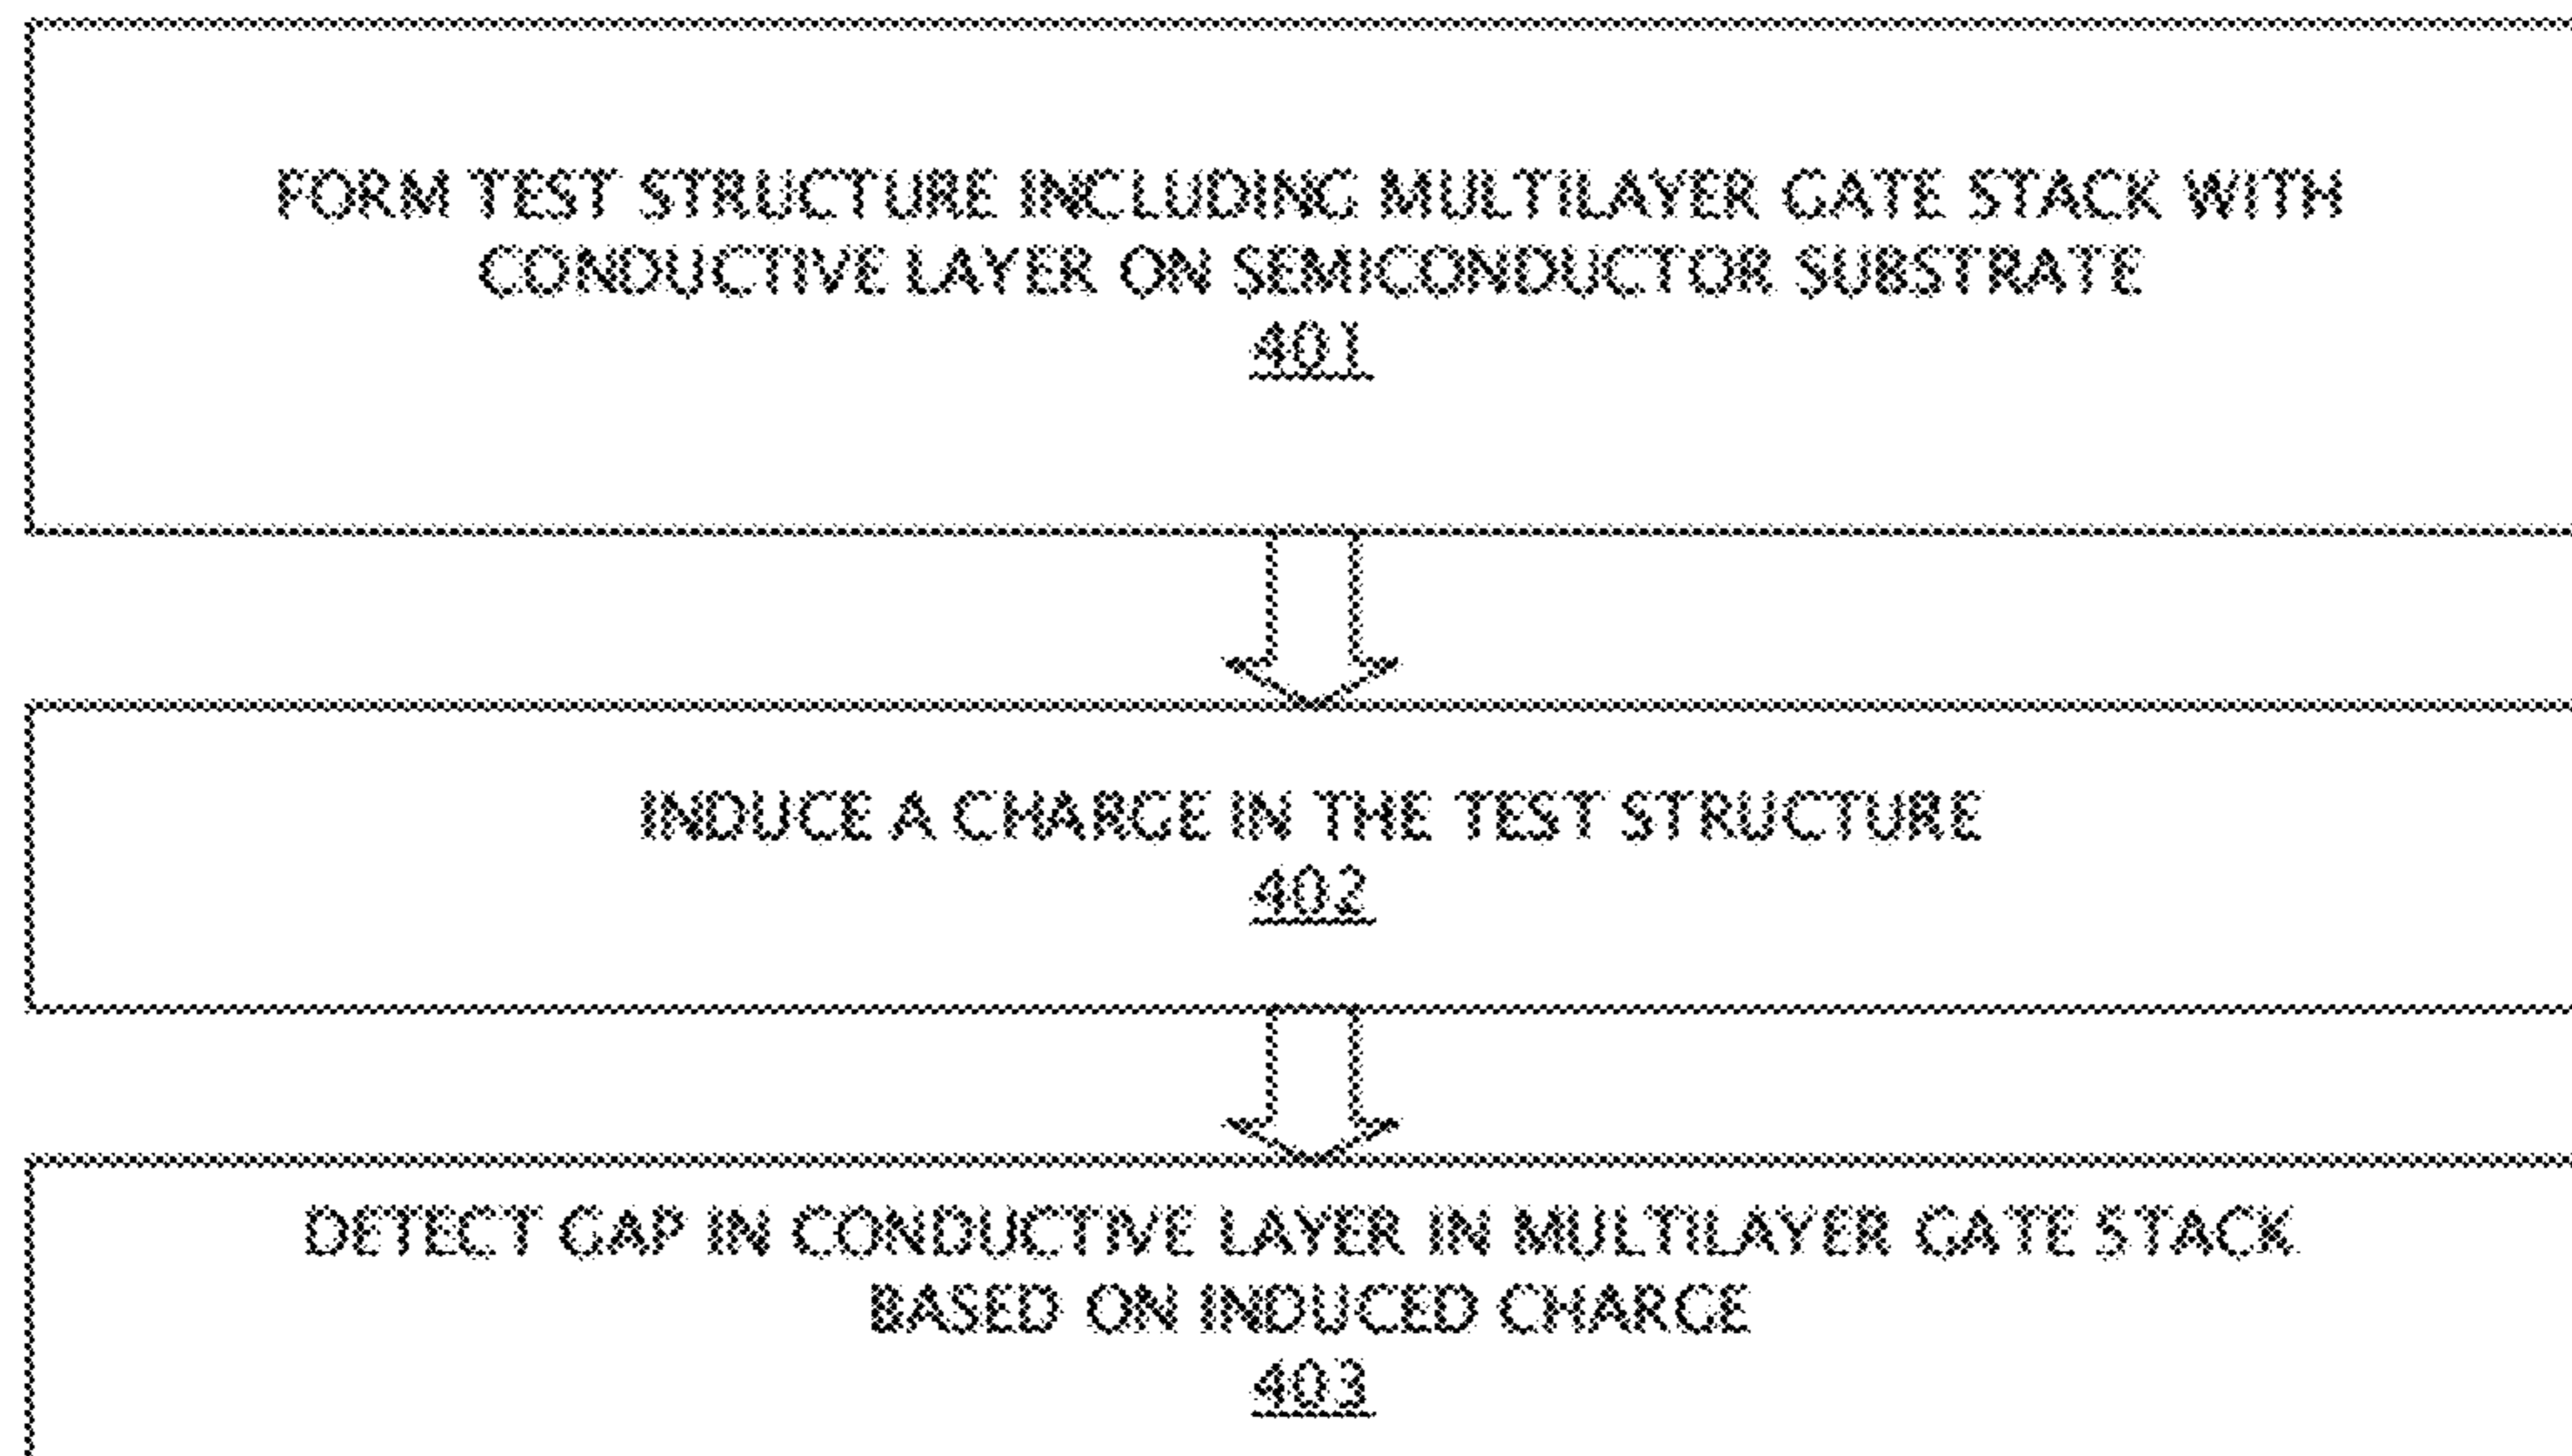 FORM TEST STRUCTURE INCLUDING MULTILAYER GATE STACK WITH
CONDUCTIVE LAYER ON SEMICONDUCTOR SUBSTRATE
401
INDUCE A CHARGE IN THE TEST STRUCTURE
402
DETECT GAP IN CONDUCTIVE LAYER IN MULTILAYER GATE STACK
BASED ON INDUCED CHARGE
403